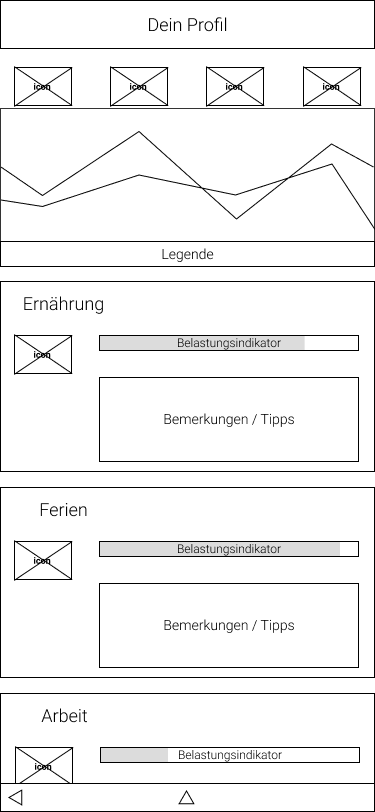 Dein Profil
icon icon icon icon
Legende
Ernährung
icon
Belastungsindikator
Bemerkungen / Tipps
Ferien
icon
Belastungsindikator
Bemerkungen / Tipps
Arbeit
icon
Belastungsindikator